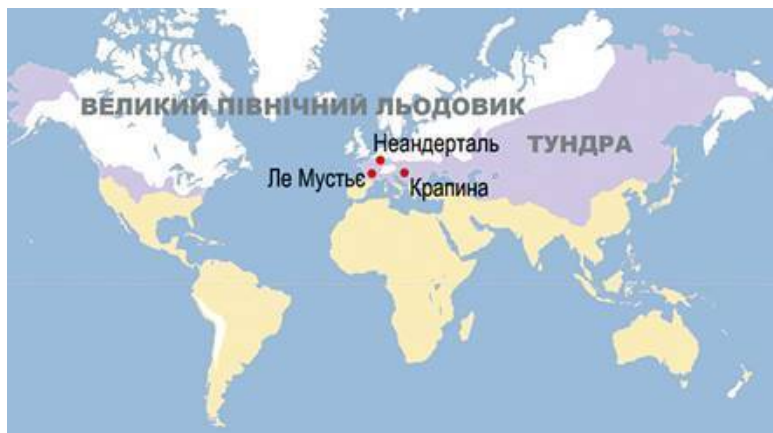 ВЕЛИКИЙ ПІВНІЧНИЙ ЛЬОДОВИК
Неандерталь
ТУНДРА
Ле Мустьє
Крапина